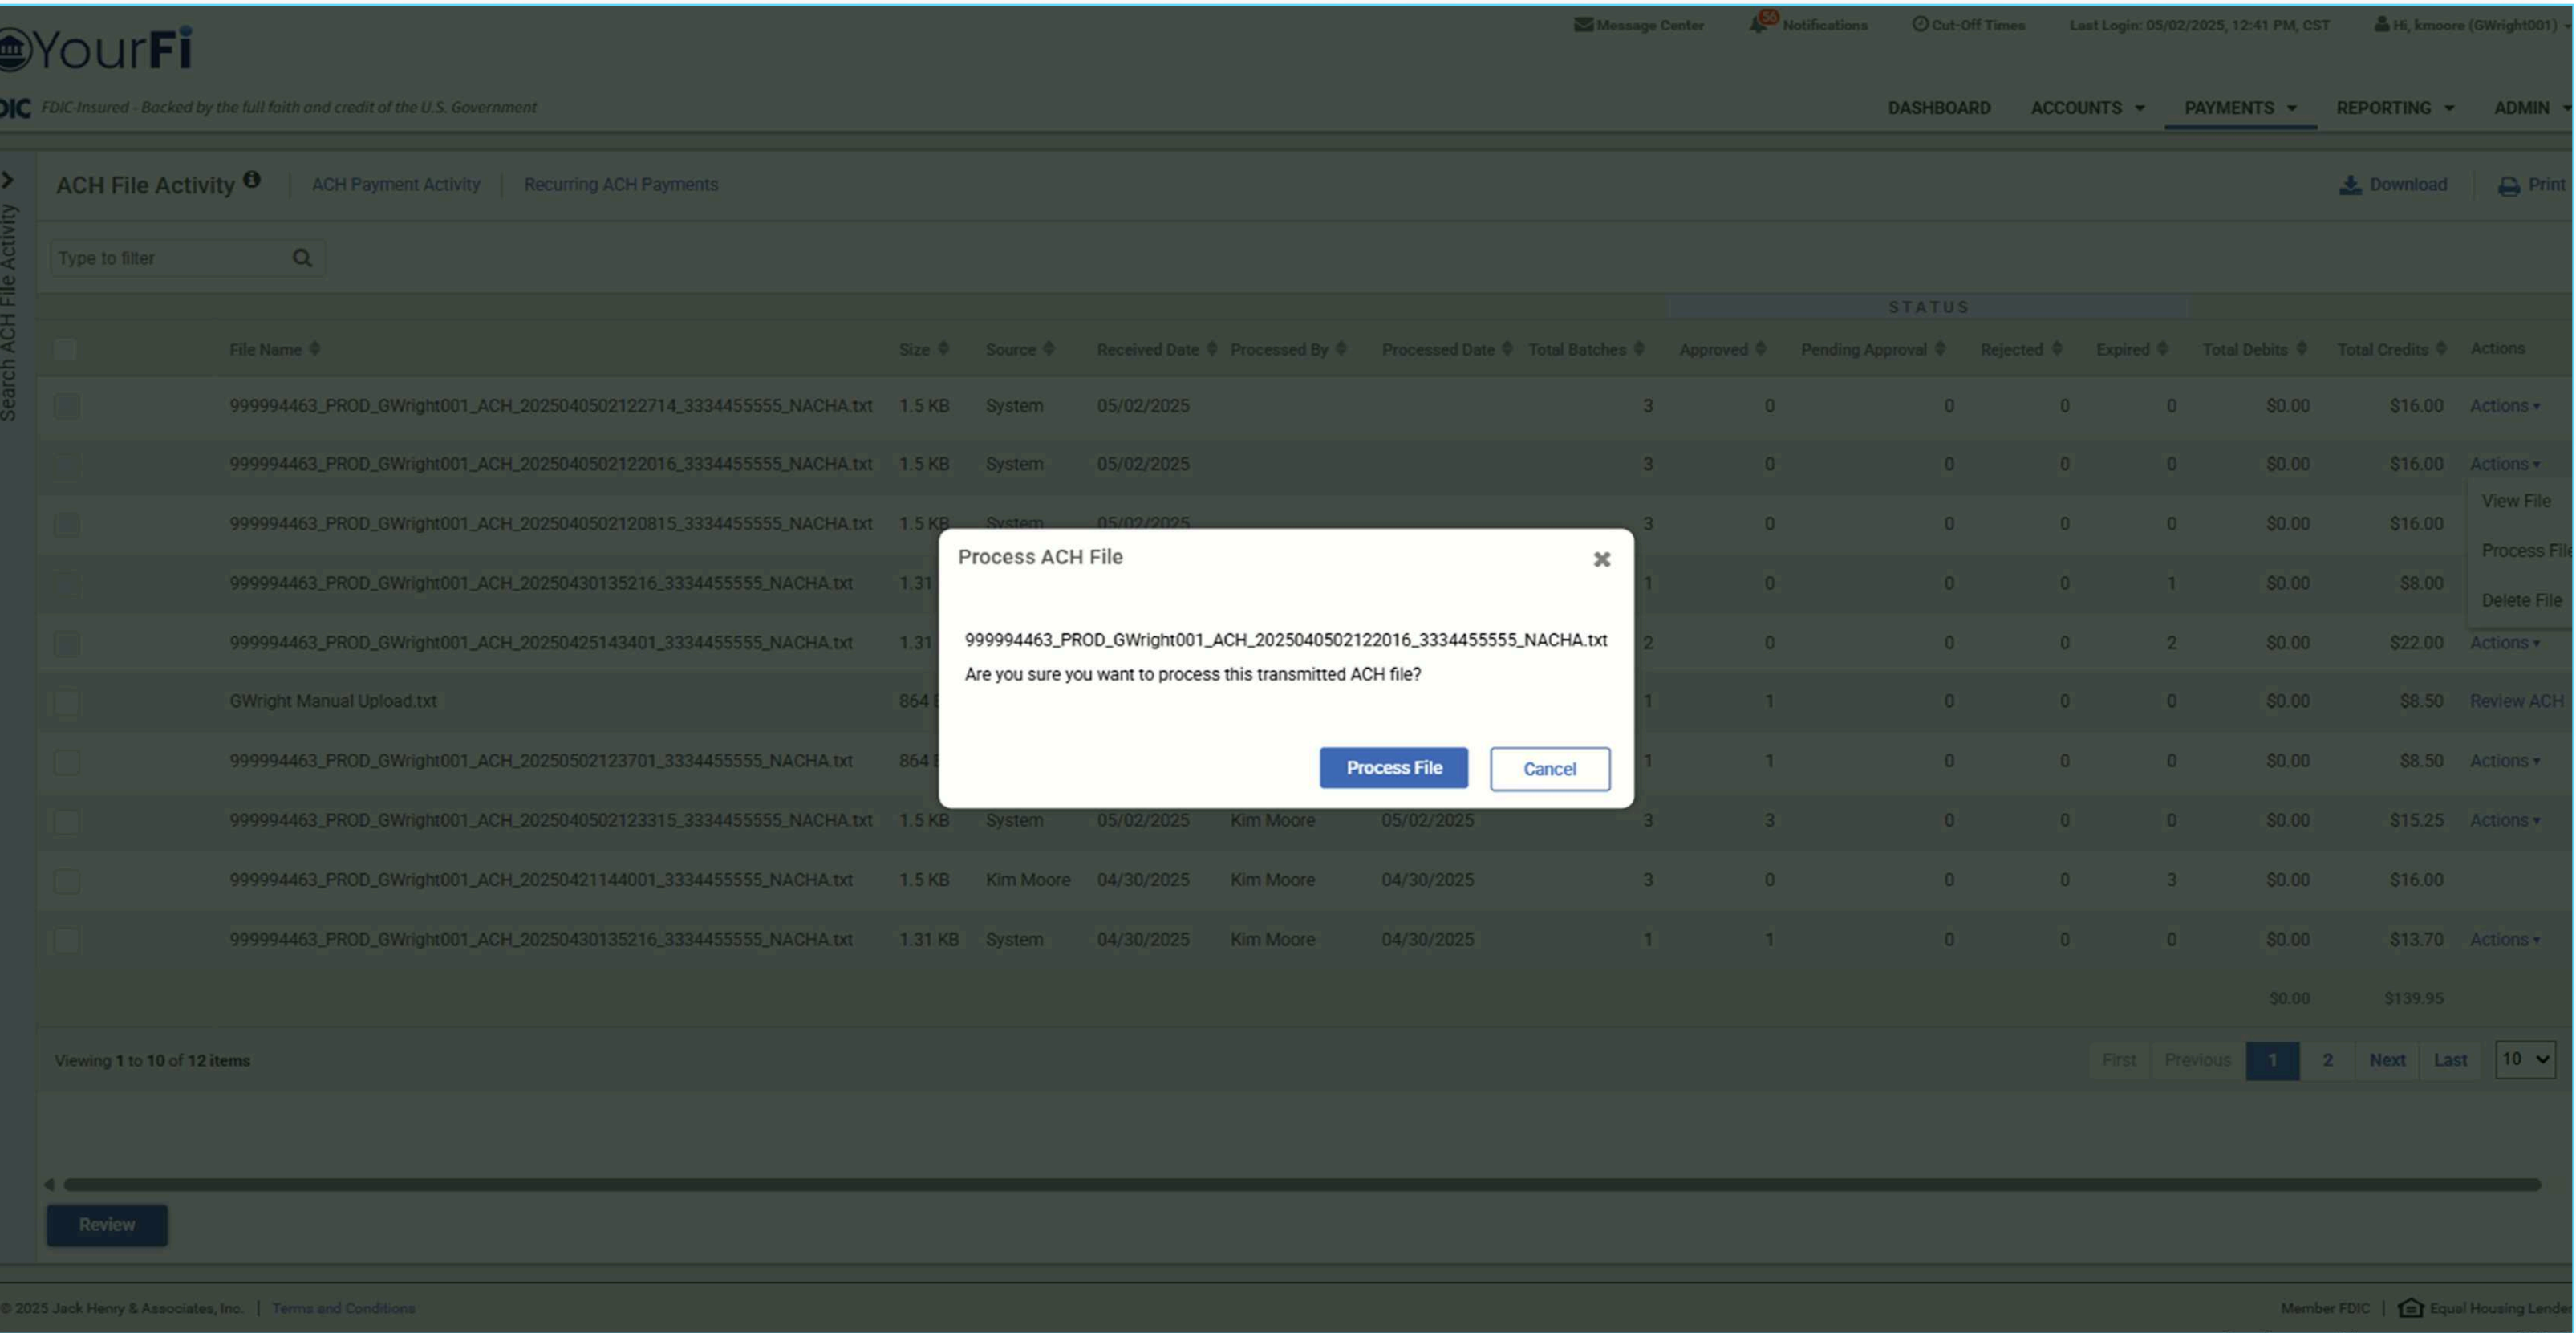 Message Center 56 Notifications Cut-Off Times Last Login: 05/02/2025, 12:41 PM, CST Hi, kmoore (GWright001)
YourFi
FDIC-Insured - Backed by the full faith and credit of the U.S. Government
DASHBOARD ACCOUNTS PAYMENTS REPORTING ADMIN
Search ACH File Activity
ACH File Activity ACH Payment Activity Recurring ACH Payments Download Print
Type to filter
STATUS
File Name Size Source Received Date Processed By Processed Date Total Batches Approved Pending Approval Rejected Expired Total Debits Total Credits Actions
999994463_PROD_GWright001_ACH_2025040502122714_3334455555_NACHA.txt 1.5 KB System 05/02/2025 3 0 0 0 0 $0.00 $16.00 Actions
999994463_PROD_GWright001_ACH_2025040502122016_3334455555_NACHA.txt 1.5 KB System 05/02/2025 3 0 0 0 0 $0.00 $16.00 Actions
View File
Process File
Delete File
999994463_PROD_GWright001_ACH_2025040502120815_3334455555_NACHA.txt 1.5 KB System 05/02/2025 3 0 0 0 0 $0.00 $16.00
999994463_PROD_GWright001_ACH_20250430135216_3334455555_NACHA.txt 1.31 1 0 0 0 1 $0.00 $8.00
999994463_PROD_GWright001_ACH_20250425143401_3334455555_NACHA.txt 1.31 2 0 0 0 2 $0.00 $22.00 Actions
GWright Manual Upload.txt 864 1 1 0 0 0 $0.00 $8.50 Review ACH
999994463_PROD_GWright001_ACH_20250502123701_3334455555_NACHA.txt 864 1 1 0 0 0 $0.00 $8.50 Actions
999994463_PROD_GWright001_ACH_2025040502123315_3334455555_NACHA.txt 1.5 KB System 05/02/2025 Kim Moore 05/02/2025 3 3 0 0 0 $0.00 $15.25 Actions
999994463_PROD_GWright001_ACH_20250421144001_3334455555_NACHA.txt 1.5 KB Kim Moore 04/30/2025 Kim Moore 04/30/2025 3 0 0 0 3 $0.00 $16.00
999994463_PROD_GWright001_ACH_20250430135216_3334455555_NACHA.txt 1.31 KB System 04/30/2025 Kim Moore 04/30/2025 1 1 0 0 0 $0.00 $13.70 Actions
$0.00 $139.95
Process ACH File
999994463_PROD_GWright001_ACH_2025040502122016_3334455555_NACHA.txt
Are you sure you want to process this transmitted ACH file?
Process File Cancel
Viewing 1 to 10 of 12 items First Previous 1 2 Next Last 10
Review
© 2025 Jack Henry & Associates, Inc. | Terms and Conditions Member FDIC | Equal Housing Lender